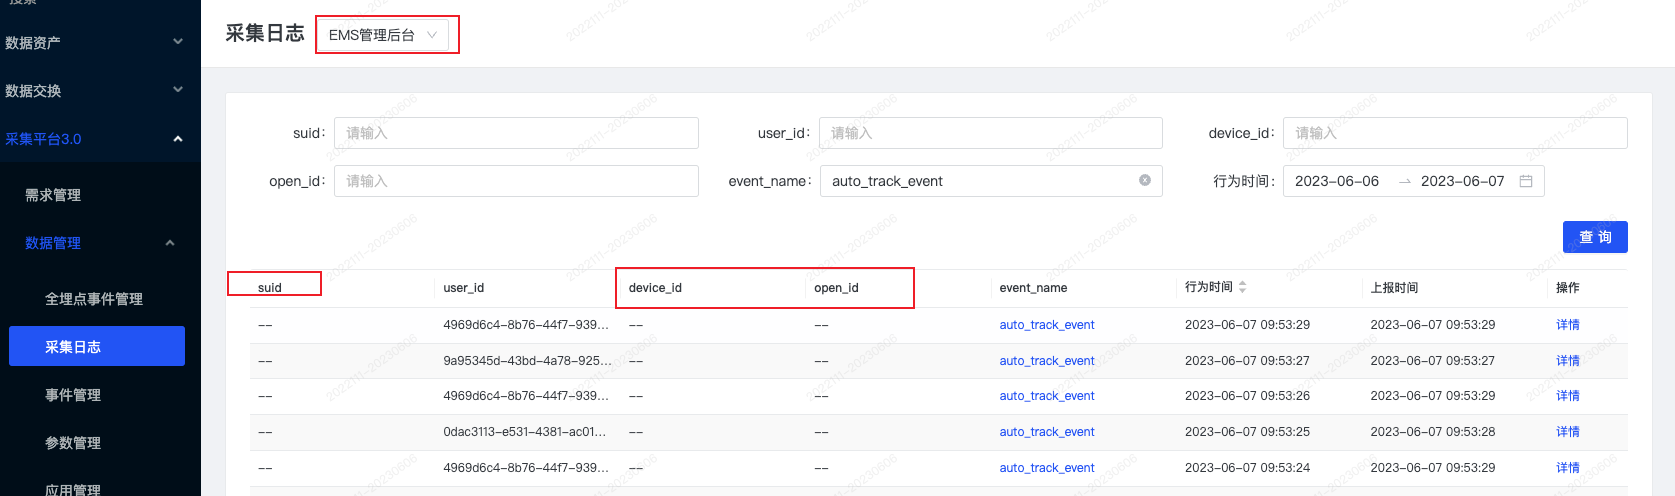 采集日志 EMS管理后台
数据资产
数据交换
采集平台3.0
需求管理
数据管理
全埋点事件管理
采集日志
事件管理
参数管理
应用管理
suid: 请输入 user_id: 请输入 device_id: 请输入
open_id: 请输入 event_name: auto_track_event 行为时间: 2023-06-06 → 2023-06-07
查 询
suid user_id device_id open_id event_name 行为时间 上报时间 操作
-- 4969d6c4-8b76-44f7-939... -- -- auto_track_event 2023-06-07 09:53:29 2023-06-07 09:53:29 详情
-- 9a95345d-43bd-4a78-925... -- -- auto_track_event 2023-06-07 09:53:27 2023-06-07 09:53:27 详情
-- 4969d6c4-8b76-44f7-939... -- -- auto_track_event 2023-06-07 09:53:26 2023-06-07 09:53:29 详情
-- 0dac3113-e531-4381-ac01... -- -- auto_track_event 2023-06-07 09:53:25 2023-06-07 09:53:28 详情
-- 4969d6c4-8b76-44f7-939... -- -- auto_track_event 2023-06-07 09:53:24 2023-06-07 09:53:29 详情